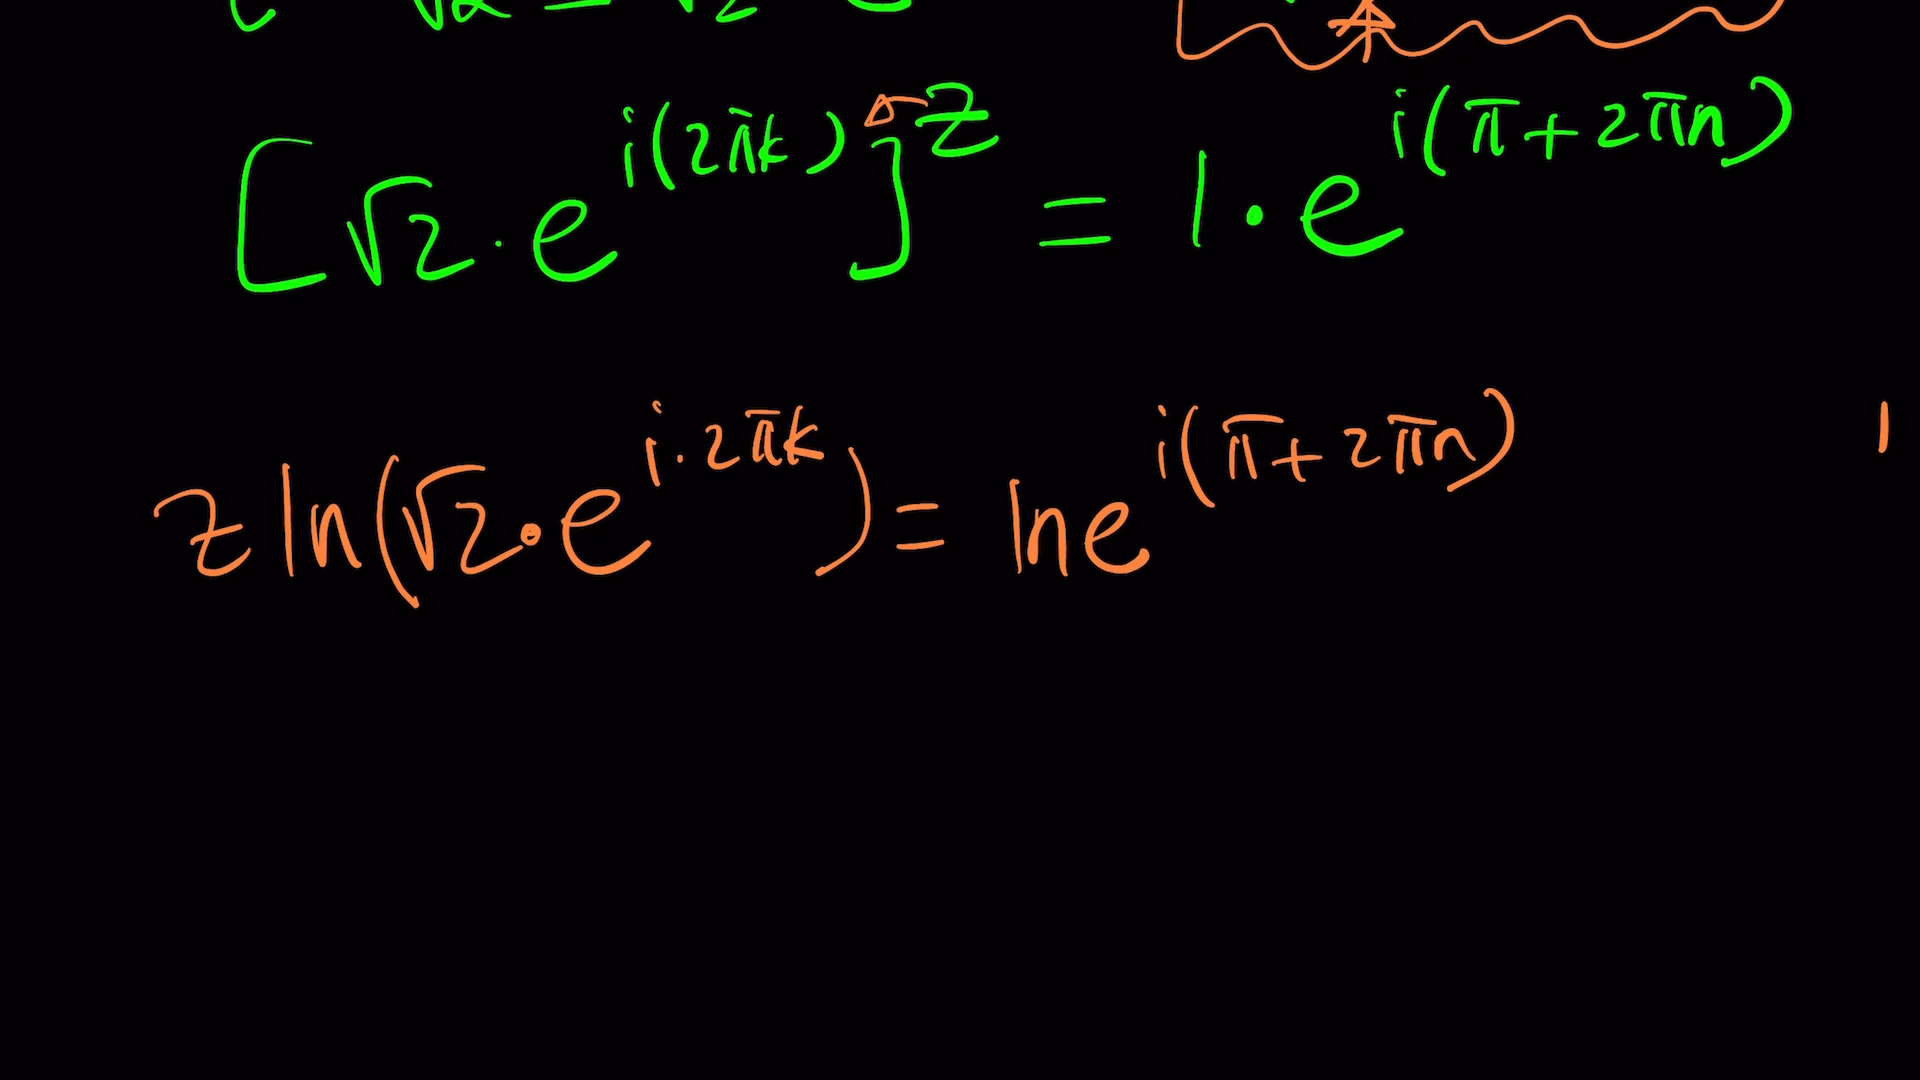 [√2 · e^{i(2πk)}]^z = 1 · e^{i(π+2πn)}
z ln(√2 · e^{i·2πk}) = ln e^{i(π+2πn)}